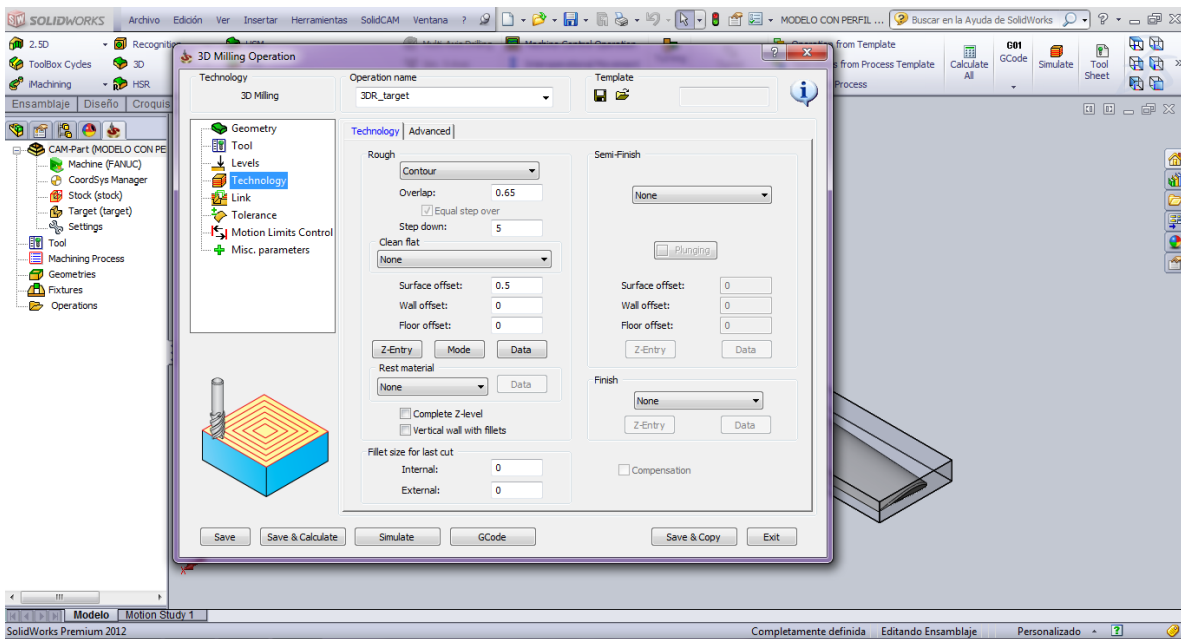 SOLIDWORKS Archivo Edición Ver Insertar Herramientas SolidCAM Ventana ? MODELO CON PERFIL ... Buscar en la Ayuda de SolidWorks
2.5D
ToolBox Cycles 3D
iMachining HSR
from Template
from Process Template
Process
Calculate All
G01 GCode
Simulate
Tool Sheet
Ensamblaje Diseño Croquis
CAM-Part (MODELO CON PE
Machine (FANUC)
CoordSys Manager
Stock (stock)
Target (target)
Settings
Tool
Machining Process
Geometries
Fixtures
Operations
3D Milling Operation
Technology
3D Milling
Operation name
3DR_target
Template
Geometry
Tool
Levels
Technology
Link
Tolerance
Motion Limits Control
Misc. parameters
Technology Advanced
Rough
Contour
Overlap: 0.65
Equal step over
Step down: 5
Clean flat
None
Surface offset: 0.5
Wall offset: 0
Floor offset: 0
Z-Entry Mode Data
Rest material
None Data
Complete Z-level
Vertical wall with fillets
Fillet size for last cut
Internal: 0
External: 0
Semi-Finish
None
Plunging
Surface offset: 0
Wall offset: 0
Floor offset: 0
Z-Entry Data
Finish
None
Z-Entry Data
Compensation
Save Save & Calculate Simulate GCode Save & Copy Exit
Modelo Motion Study 1
SolidWorks Premium 2012 Completamente definida Editando Ensamblaje Personalizado